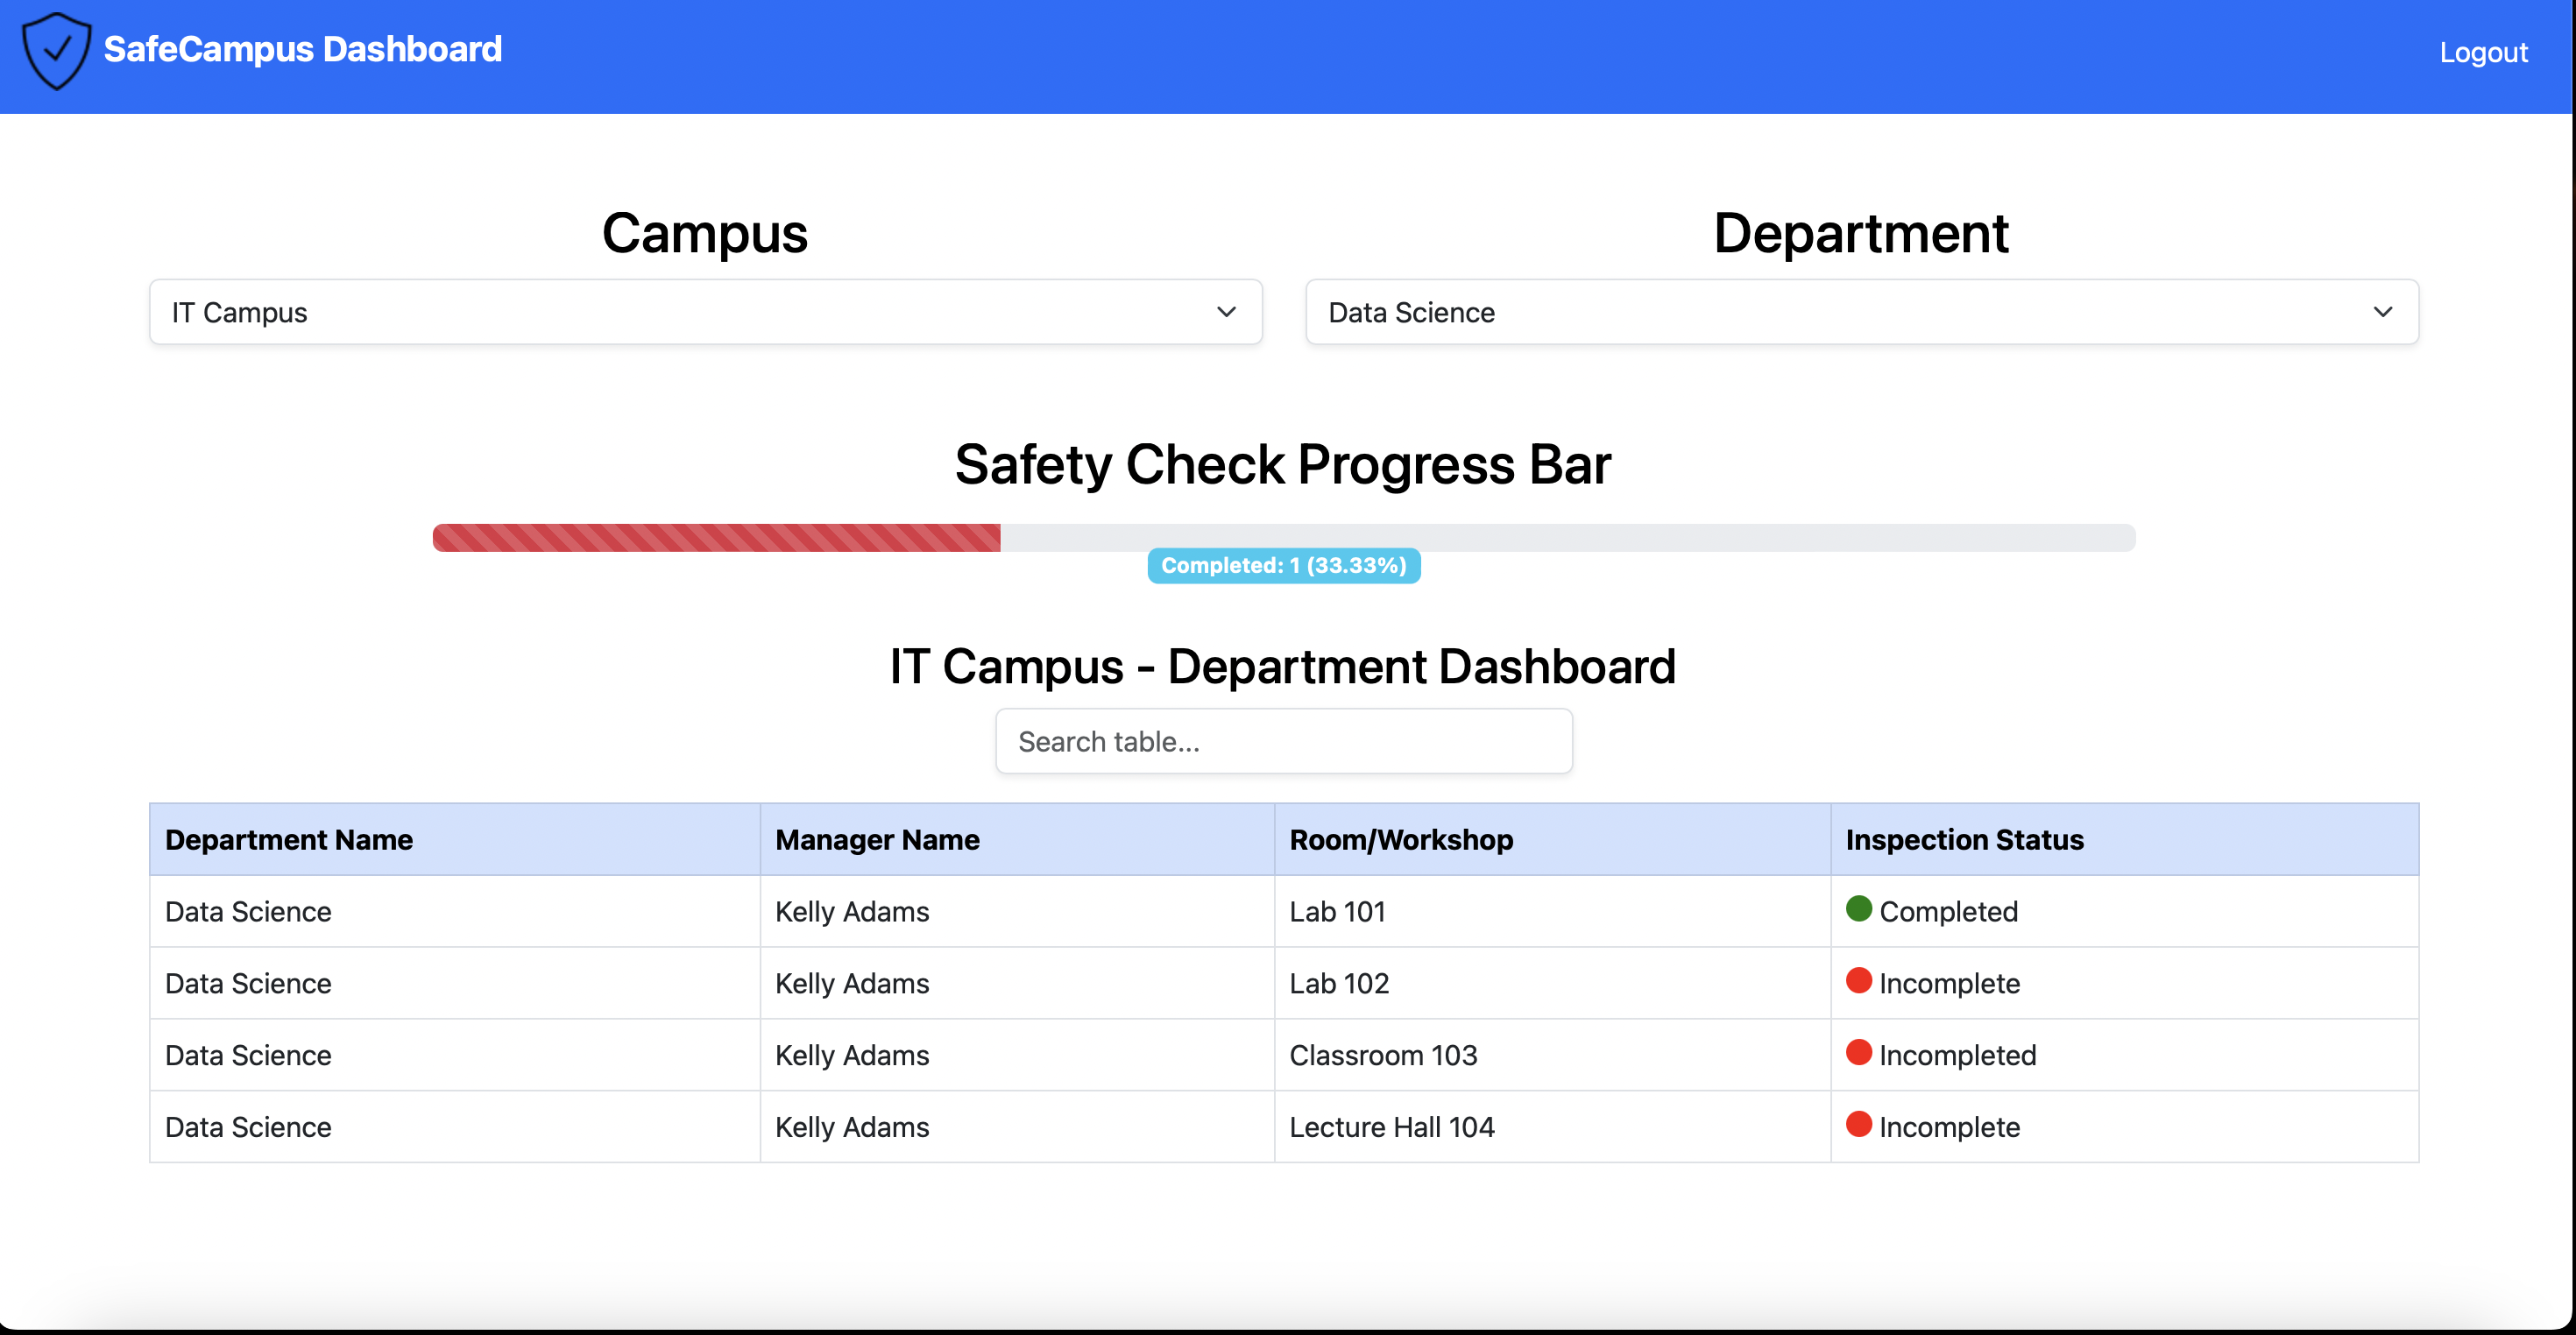 SafeCampus Dashboard
Logout
Campus
Department
IT Campus
Data Science
Safety Check Progress Bar
Completed: 1 (33.33%)
IT Campus - Department Dashboard
Search table...
Department Name Manager Name Room/Workshop Inspection Status
Data Science Kelly Adams Lab 101 Completed
Data Science Kelly Adams Lab 102 Incomplete
Data Science Kelly Adams Classroom 103 Incompleted
Data Science Kelly Adams Lecture Hall 104 Incomplete